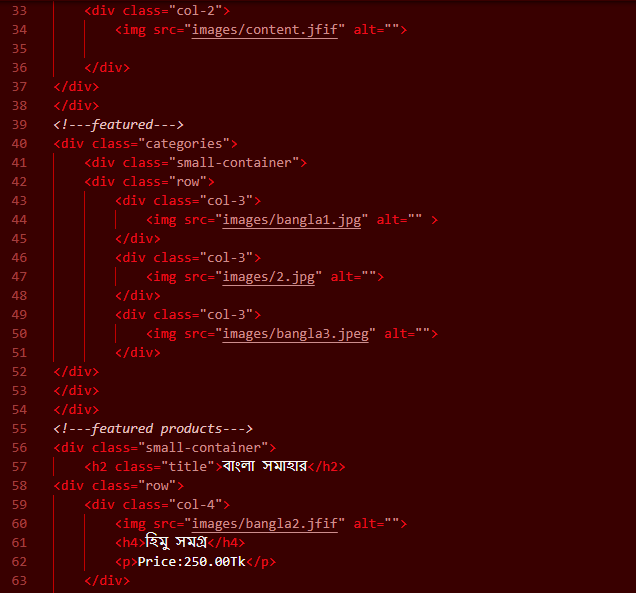 33 <div class="col-2">
34 <img src="images/content.jfif" alt="">
35
36 </div>
37 </div>
38 </div>
39 <!---featured--->
40 <div class="categories">
41 <div class="small-container">
42 <div class="row">
43 <div class="col-3">
44 <img src="images/bangla1.jpg" alt="" >
45 </div>
46 <div class="col-3">
47 <img src="images/2.jpg" alt="">
48 </div>
49 <div class="col-3">
50 <img src="images/bangla3.jpeg" alt="">
51 </div>
52 </div>
53 </div>
54 </div>
55 <!---featured products--->
56 <div class="small-container">
57 <h2 class="title">বাংলা সমাহার</h2>
58 <div class="row">
59 <div class="col-4">
60 <img src="images/bangla2.jfif" alt="">
61 <h4>হিমু সমগ্র</h4>
62 <p>Price:250.00Tk</p>
63 </div>